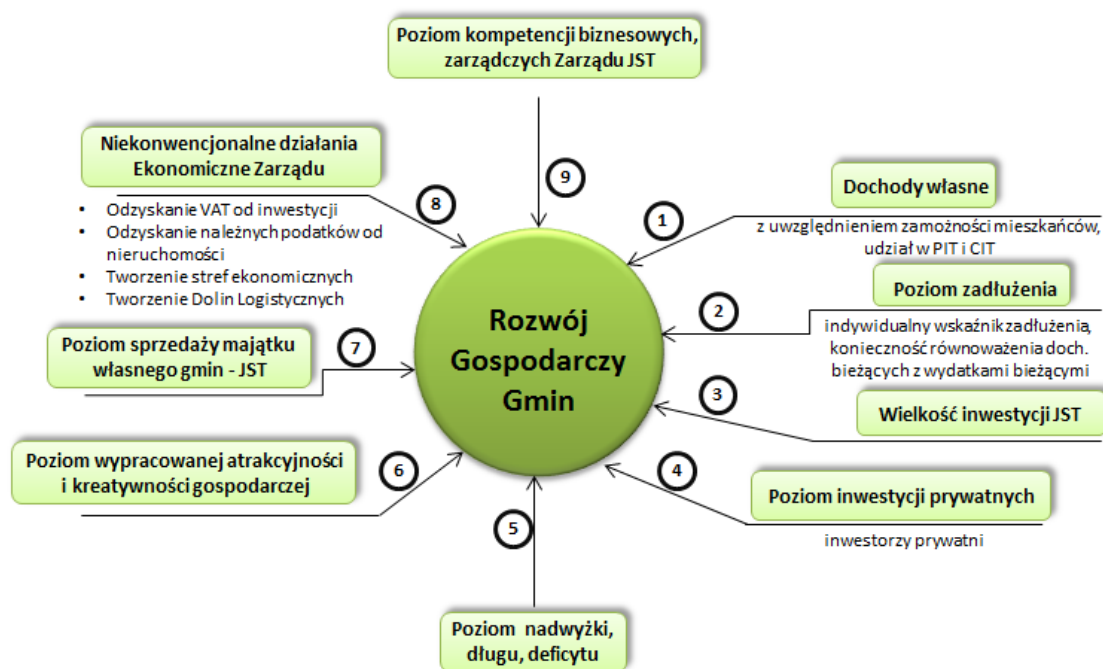 Poziom kompetencji biznesowych,
zarządczych Zarządu JST
9
Niekonwencjonalne działania
Ekonomiczne Zarządu
8
• Odzyskanie VAT od inwestycji
• Odzyskanie należnych podatków od
nieruchomości
• Tworzenie stref ekonomicznych
• Tworzenie Dolin Logistycznych
Dochody własne
1
z uwzględnieniem zamożności mieszkańców,
udział w PIT i CIT
Poziom zadłużenia
2
indywidualny wskaźnik zadłużenia,
konieczność równoważenia doch.
bieżących z wydatkami bieżącymi
Rozwój
Gospodarczy
Gmin
Poziom sprzedaży majątku
własnego gmin - JST
7
3
Wielkość inwestycji JST
Poziom wypracowanej atrakcyjności
i kreatywności gospodarczej
6
4
Poziom inwestycji prywatnych
inwestorzy prywatni
5
Poziom nadwyżki,
długu, deficytu